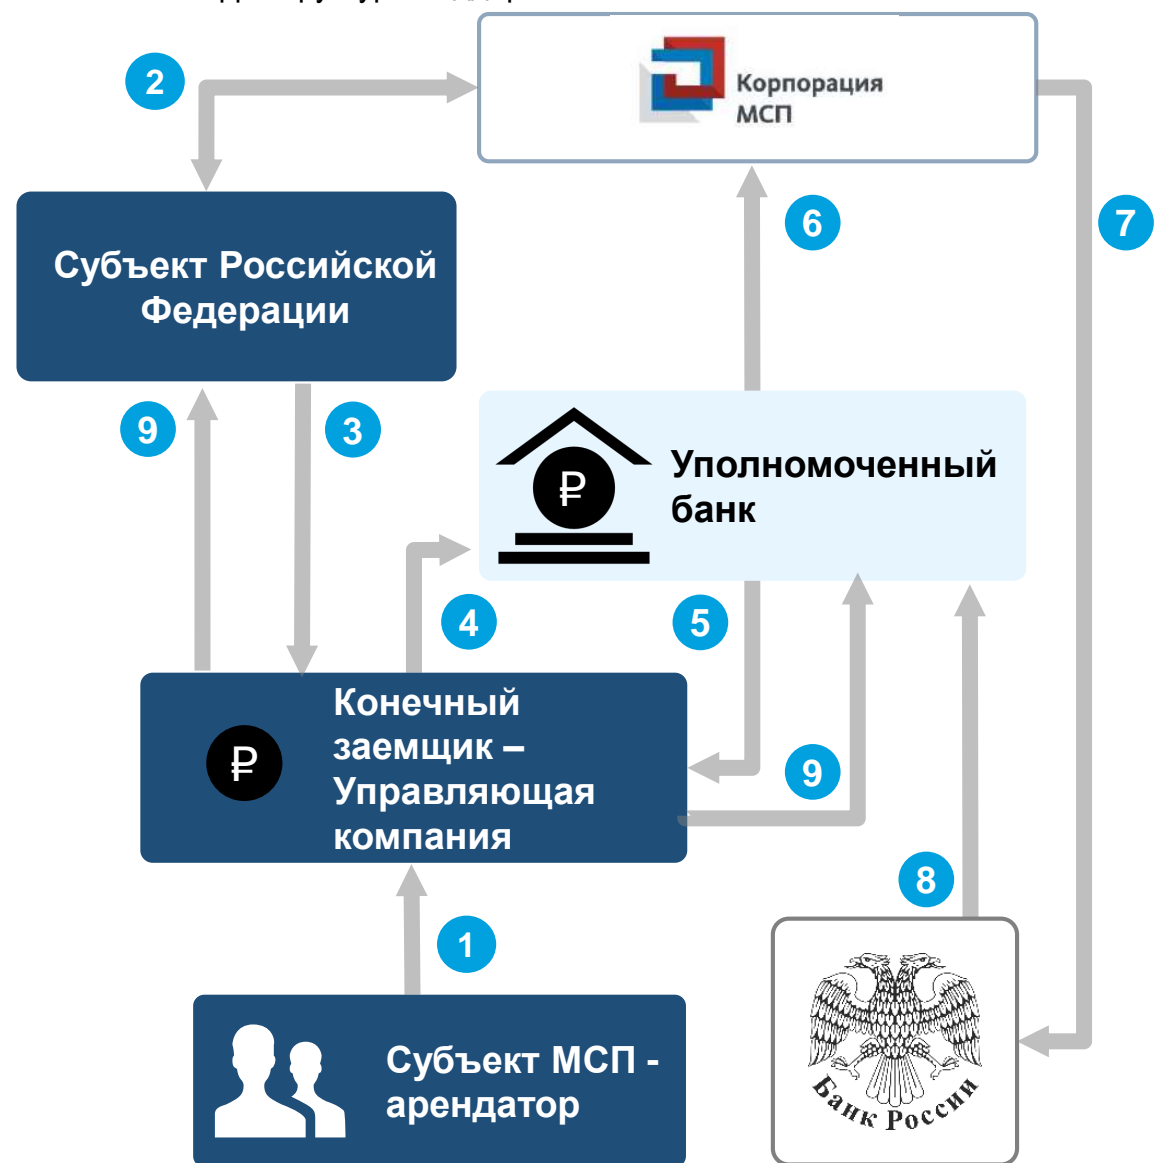 2
Корпорация
МСП
6
7
Субъект Российской
Федерации
9
3
₽
Уполномоченный
банк
4
5
Конечный
заемщик –
Управляющая
компания
₽
9
8
1
Субъект МСП -
арендатор
Банк России